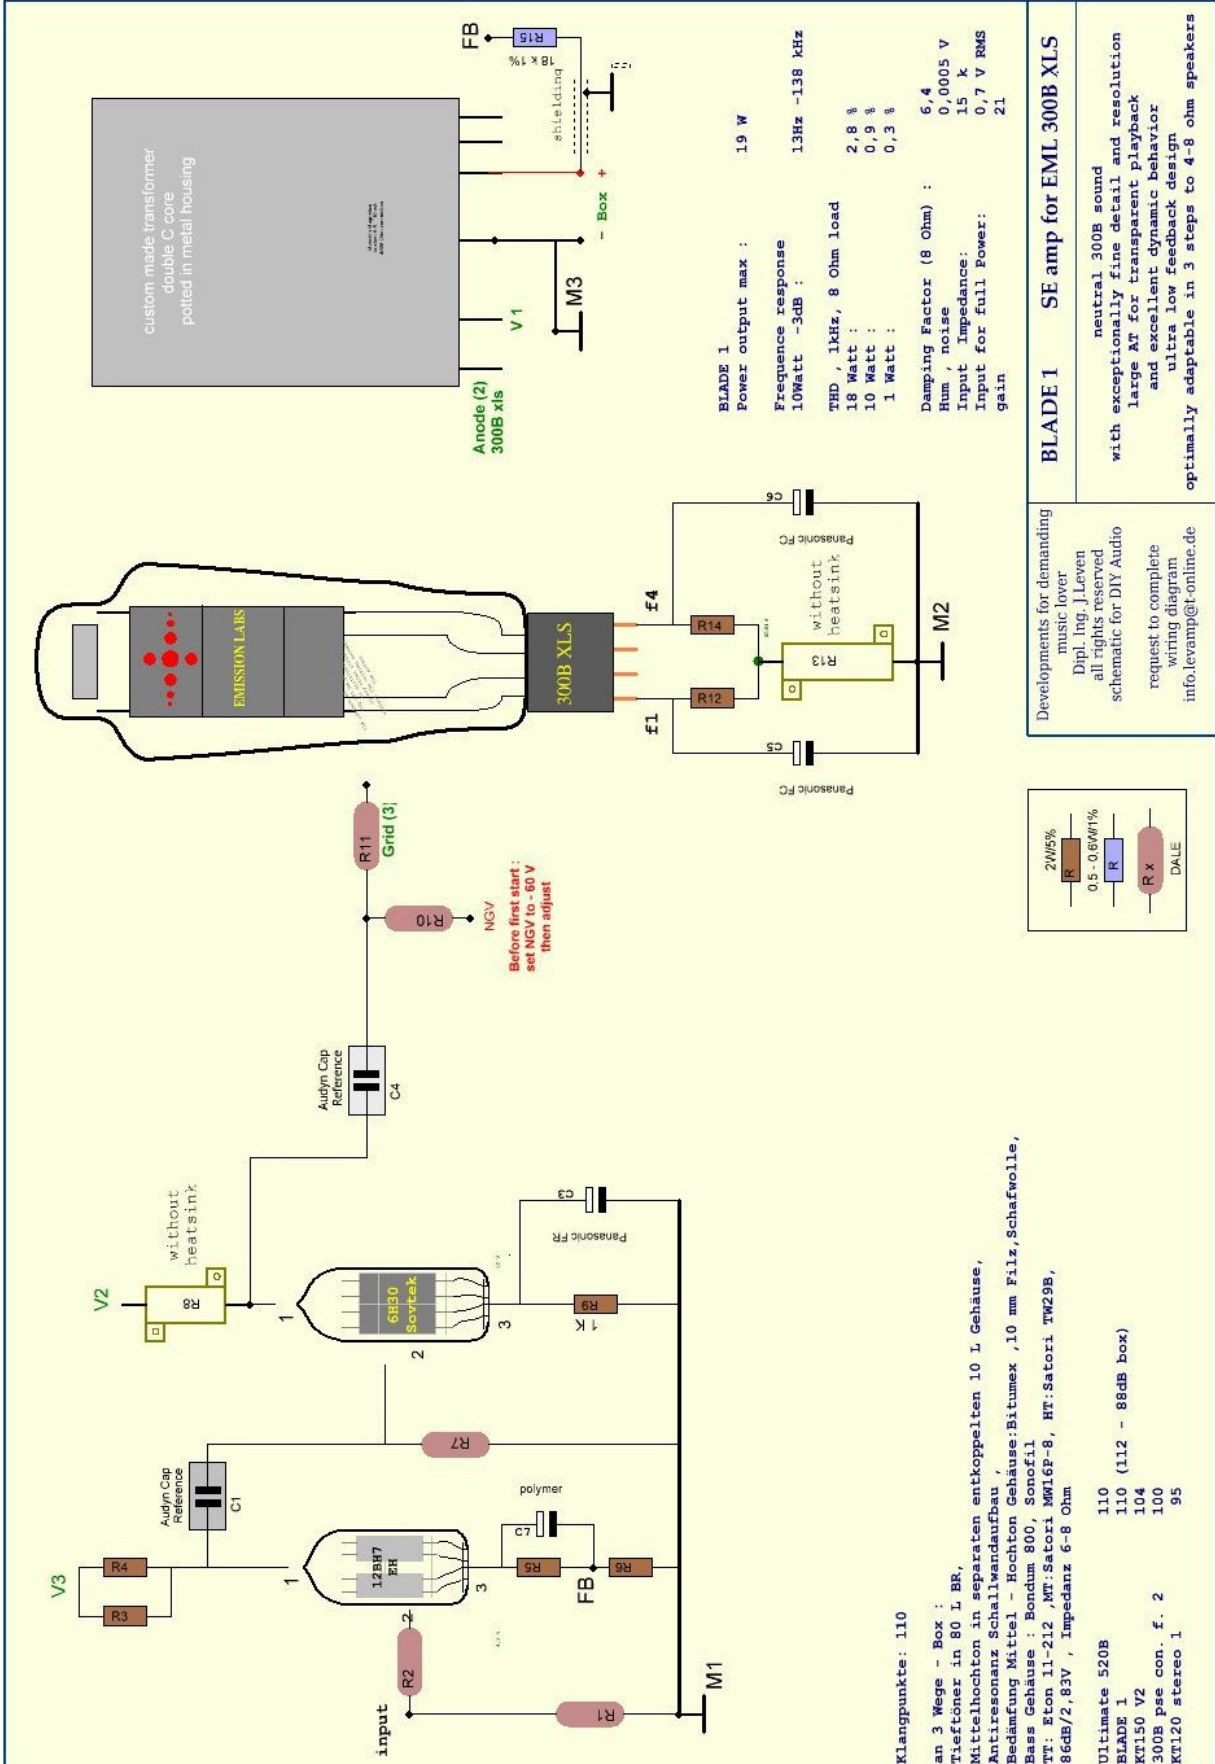 V3
R3
R4
Audyn Cap
Reference
C1
1
12BH7
EH
2
3
polymer
C7
R5
FB
R6
input
R2
R1
M1
R7
V2
R8
without
heatsink
1
6H30
Sovtek
2
3
C3
Panasonic FR
R9
1 K
Audyn Cap
Reference
C4
R11
Grid (3)
R10
NGV
Before first start :
set NGV to - 60 V
then adjust
EMISSION LABS
300B XLS
f1
f4
R12
R14
R13
without
heatsink
C5
Panasonic FC
C6
Panasonic FC
M2
custom made transformer
double C core
potted in metal housing
Anode (2)
300B xls
V1
M3
- Box +
shielding
FB
R15
18 k 1%
BLADE 1
Power output max : 19 W
Frequence response
10Watt -3dB : 13Hz -138 kHz
THD , 1kHz, 8 Ohm load
18 Watt : 2,8 %
10 Watt : 0,9 %
1 Watt : 0,3 %
Damping Factor (8 Ohm) : 6,4
Hum , noise 0,0005 V
Input Impedance: 15 k
Input for full Power: 0,7 V RMS
gain 21
Klangpunkte: 110
an 3 Wege - Box :
Tieftöner in 80 L BR,
Mittelhochton in separaten entkoppelten 10 L Gehäuse,
Antiresonanz Schallwandaufbau ,
Bedämfung Mittel - Hochton Gehäuse:Bitumex ,10 mm Filz,Schafwolle,
Bass Gehäuse : Bondum 800, Sonofil
TT: Eton 11-212 ,MT:Satori MW16P-8, HT:Satori TW29B,
86dB/2,83V , Impedanz 6-8 Ohm
Ultimate 520B 110
BLADE 1 110 (112 - 88dB box)
KT150 V2 104
300B pse con. f. 2 100
KT120 stereo 1 95
2W/5%
R
0,5 - 0,6W/1%
R
R x
DALE
Developments for demanding
music lover
Dipl. Ing. J.Leven
all rights reserved
schematic for DIY Audio
request to complete
wiring diagram
info.levamp@t-online.de
BLADE 1 SE amp for EML 300B XLS
neutral 300B sound
with exceptionally fine detail and resolution
large AT for transparent playback
and excellent dynamic behavior
ultra low feedback design
optimally adaptable in 3 steps to 4-8 ohm speakers